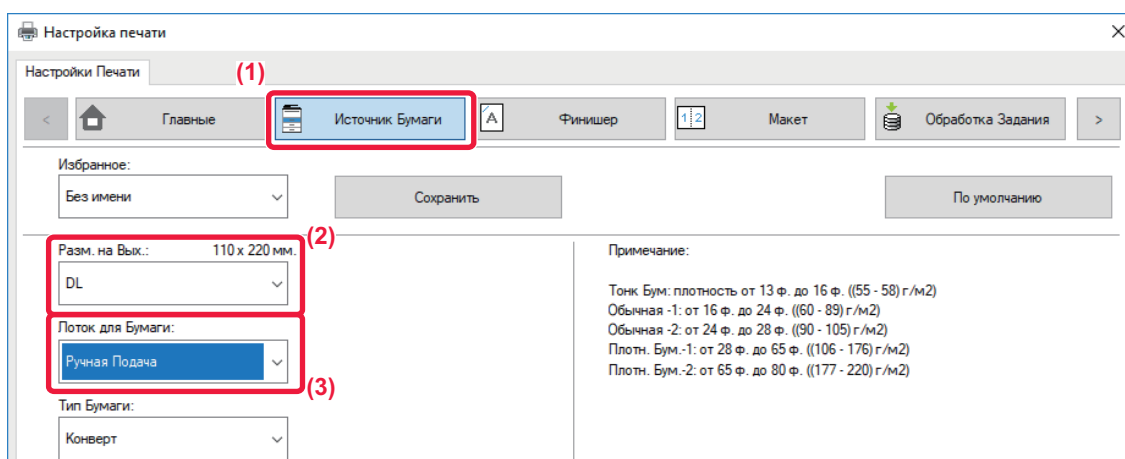 Настройка печати
Настройки Печати
(1)
<
Главные
Источник Бумаги
A
Финишер
1 2
Макет
Обработка Задания
>
Избранное:
Без имени
Сохранить
По умолчанию
(2)
Разм. на Вых.: 110 x 220 мм.
DL
Лоток для Бумаги:
Ручная Подача
(3)
Тип Бумаги:
Конверт
Примечание:
Тонк Бум: плотность от 13 ф. до 16 ф. ((55 - 58) г/м2)
Обычная -1: от 16 ф. до 24 ф. ((60 - 89) г/м2)
Обычная -2: от 24 ф. до 28 ф. ((90 - 105) г/м2)
Плотн. Бум.-1: от 28 ф. до 65 ф. ((106 - 176) г/м2)
Плотн. Бум.-2: от 65 ф. до 80 ф. ((177 - 220) г/м2)